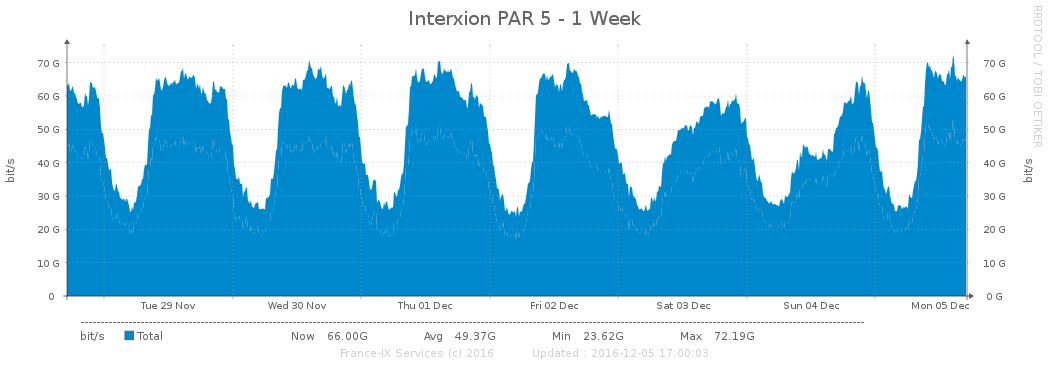 Interxion PAR 5 - 1 Week
RRDTOOL / TOBI OETIKER
bit/s
70 G
60 G
50 G
40 G
30 G
20 G
10 G
0
70 G
60 G
50 G
40 G
30 G
20 G
10 G
0 G
bit/s
Tue 29 Nov Wed 30 Nov Thu 01 Dec Fri 02 Dec Sat 03 Dec Sun 04 Dec Mon 05 Dec
bit/s Total Now 66.00G Avg 49.37G Min 23.62G Max 72.19G
France-IX Services (c) 2016 Updated : 2016-12-05 17:00:03